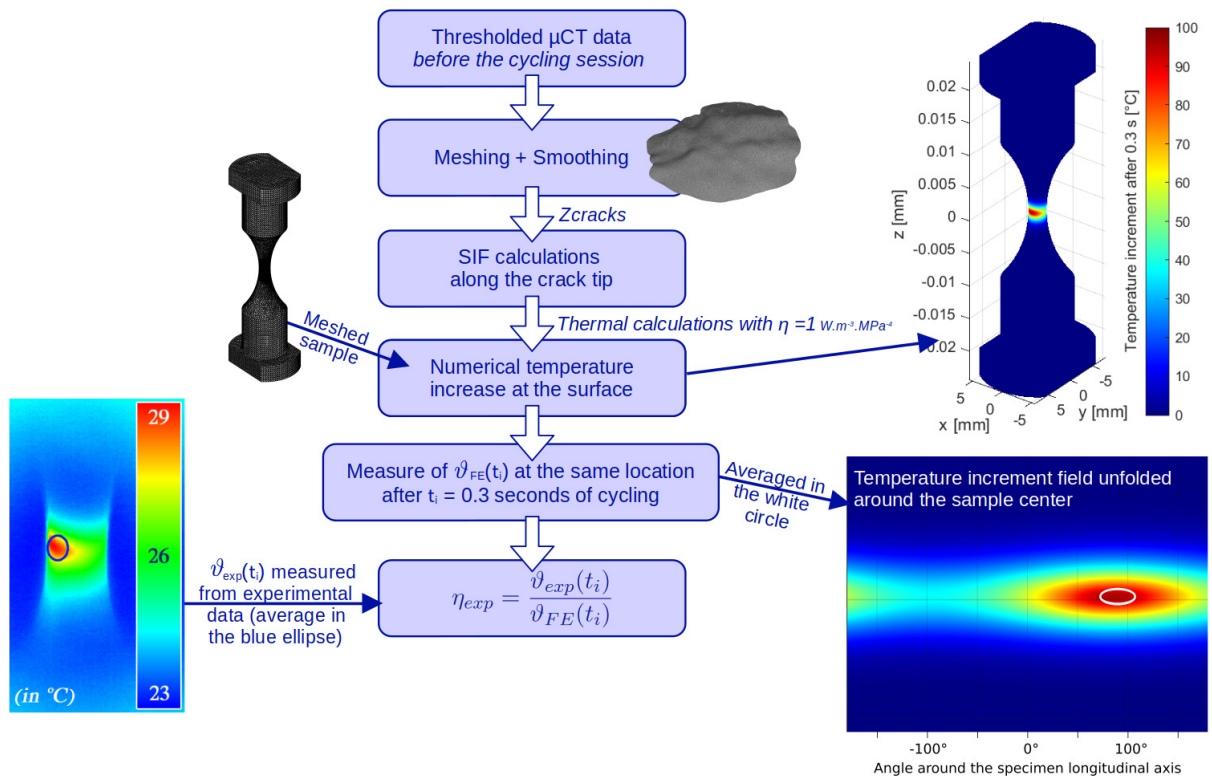 Thresholded µCT data
before the cycling session
Meshing + Smoothing
Zcracks
SIF calculations
along the crack tip
Thermal calculations with η =1 W.m⁻³.MPa⁻⁴
Meshed
sample
Numerical temperature
increase at the surface
Measure of ϑFE(ti) at the same location
after ti = 0.3 seconds of cycling
Averaged in
the white
circle
ϑexp(ti) measured
from experimental
data (average in
the blue ellipse)
ηexp = ϑexp(ti) / ϑFE(ti)
29
26
23
(in °C)
0.02
0.015
0.01
0.005
0
-0.005
-0.01
-0.015
0.02
z [mm]
5
0
-5
x [mm]
5
0
-5
y [mm]
100
90
80
70
60
50
40
30
20
10
0
Temperature increment after 0.3 s [°C]
Temperature increment field unfolded
around the sample center
-100° 0° 100°
Angle around the specimen longitudinal axis